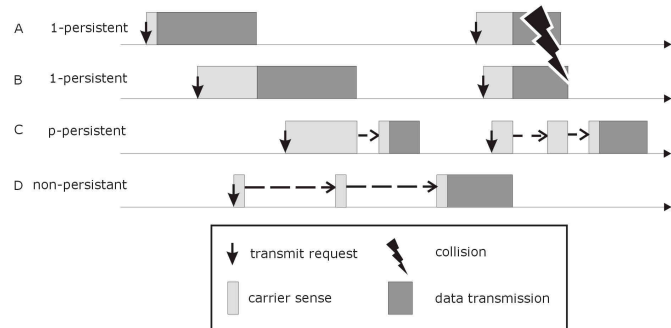 A 1-persistent
B 1-persistent
C p-persistent
D non-persistant
transmit request
collision
carrier sense
data transmission